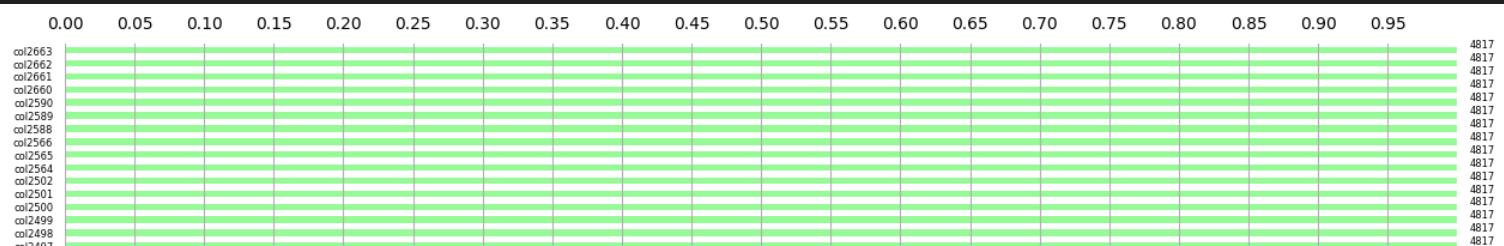 0.00 0.05 0.10 0.15 0.20 0.25 0.30 0.35 0.40 0.45 0.50 0.55 0.60 0.65 0.70 0.75 0.80 0.85 0.90 0.95
col2663 4817
col2662 4817
col2661 4817
col2660 4817
col2590 4817
col2589 4817
col2588 4817
col2566 4817
col2565 4817
col2564 4817
col2502 4817
col2501 4817
col2500 4817
col2499 4817
col2498 4817
col2497 4817